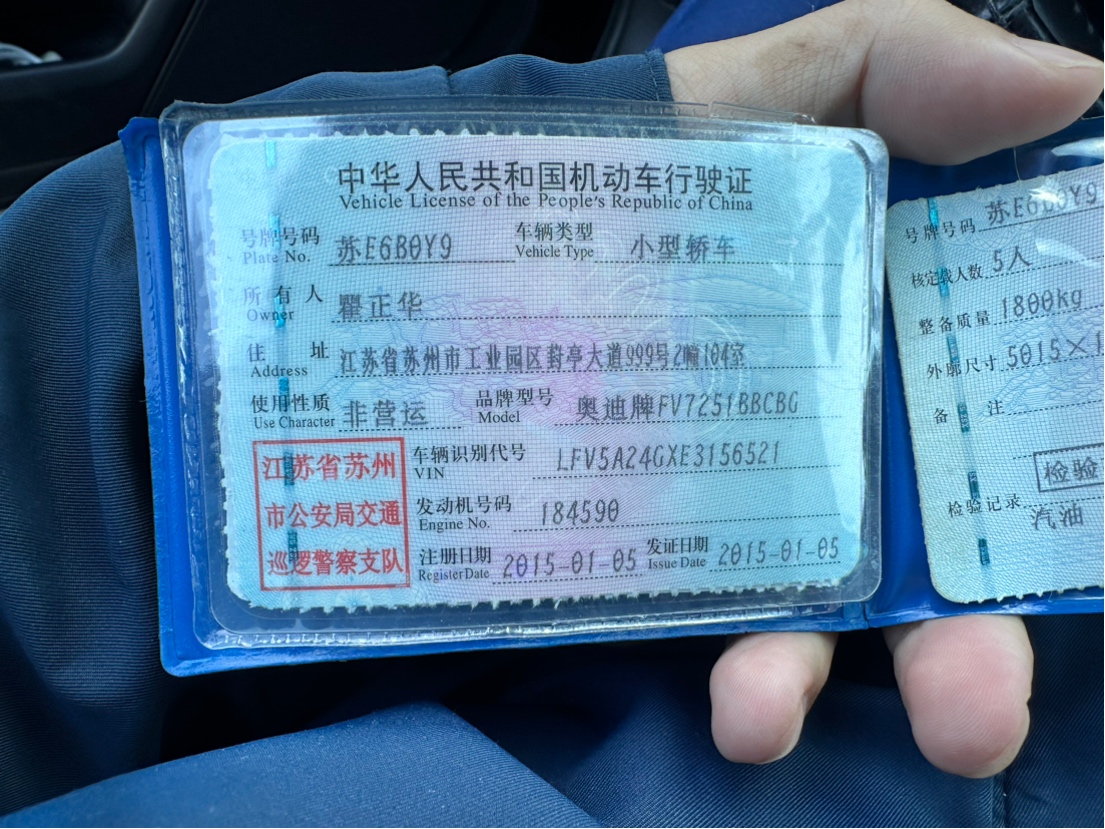 中华人民共和国机动车行驶证
Vehicle License of the People's Republic of China
号牌号码 苏E6B0Y9 车辆类型 小型轿车
Plate No. Vehicle Type
所有人 瞿正华
Owner
住址 江苏省苏州市工业园区葑亭大道999号2幢104室
Address
使用性质 非营运 品牌型号 奥迪牌FV7251BBCBG
Use Character Model
江苏省苏州
市公安局交通
巡逻警察支队
车辆识别代号 LFV5A24GXE3156521
VIN
发动机号码 184590
Engine No.
注册日期 2015-01-05 发证日期 2015-01-05
Register Date Issue Date
号牌号码 苏E6B0Y9
核定载人数 5人
整备质量 1800kg
外廓尺寸 5015×1
备注
检验
检验记录 汽油